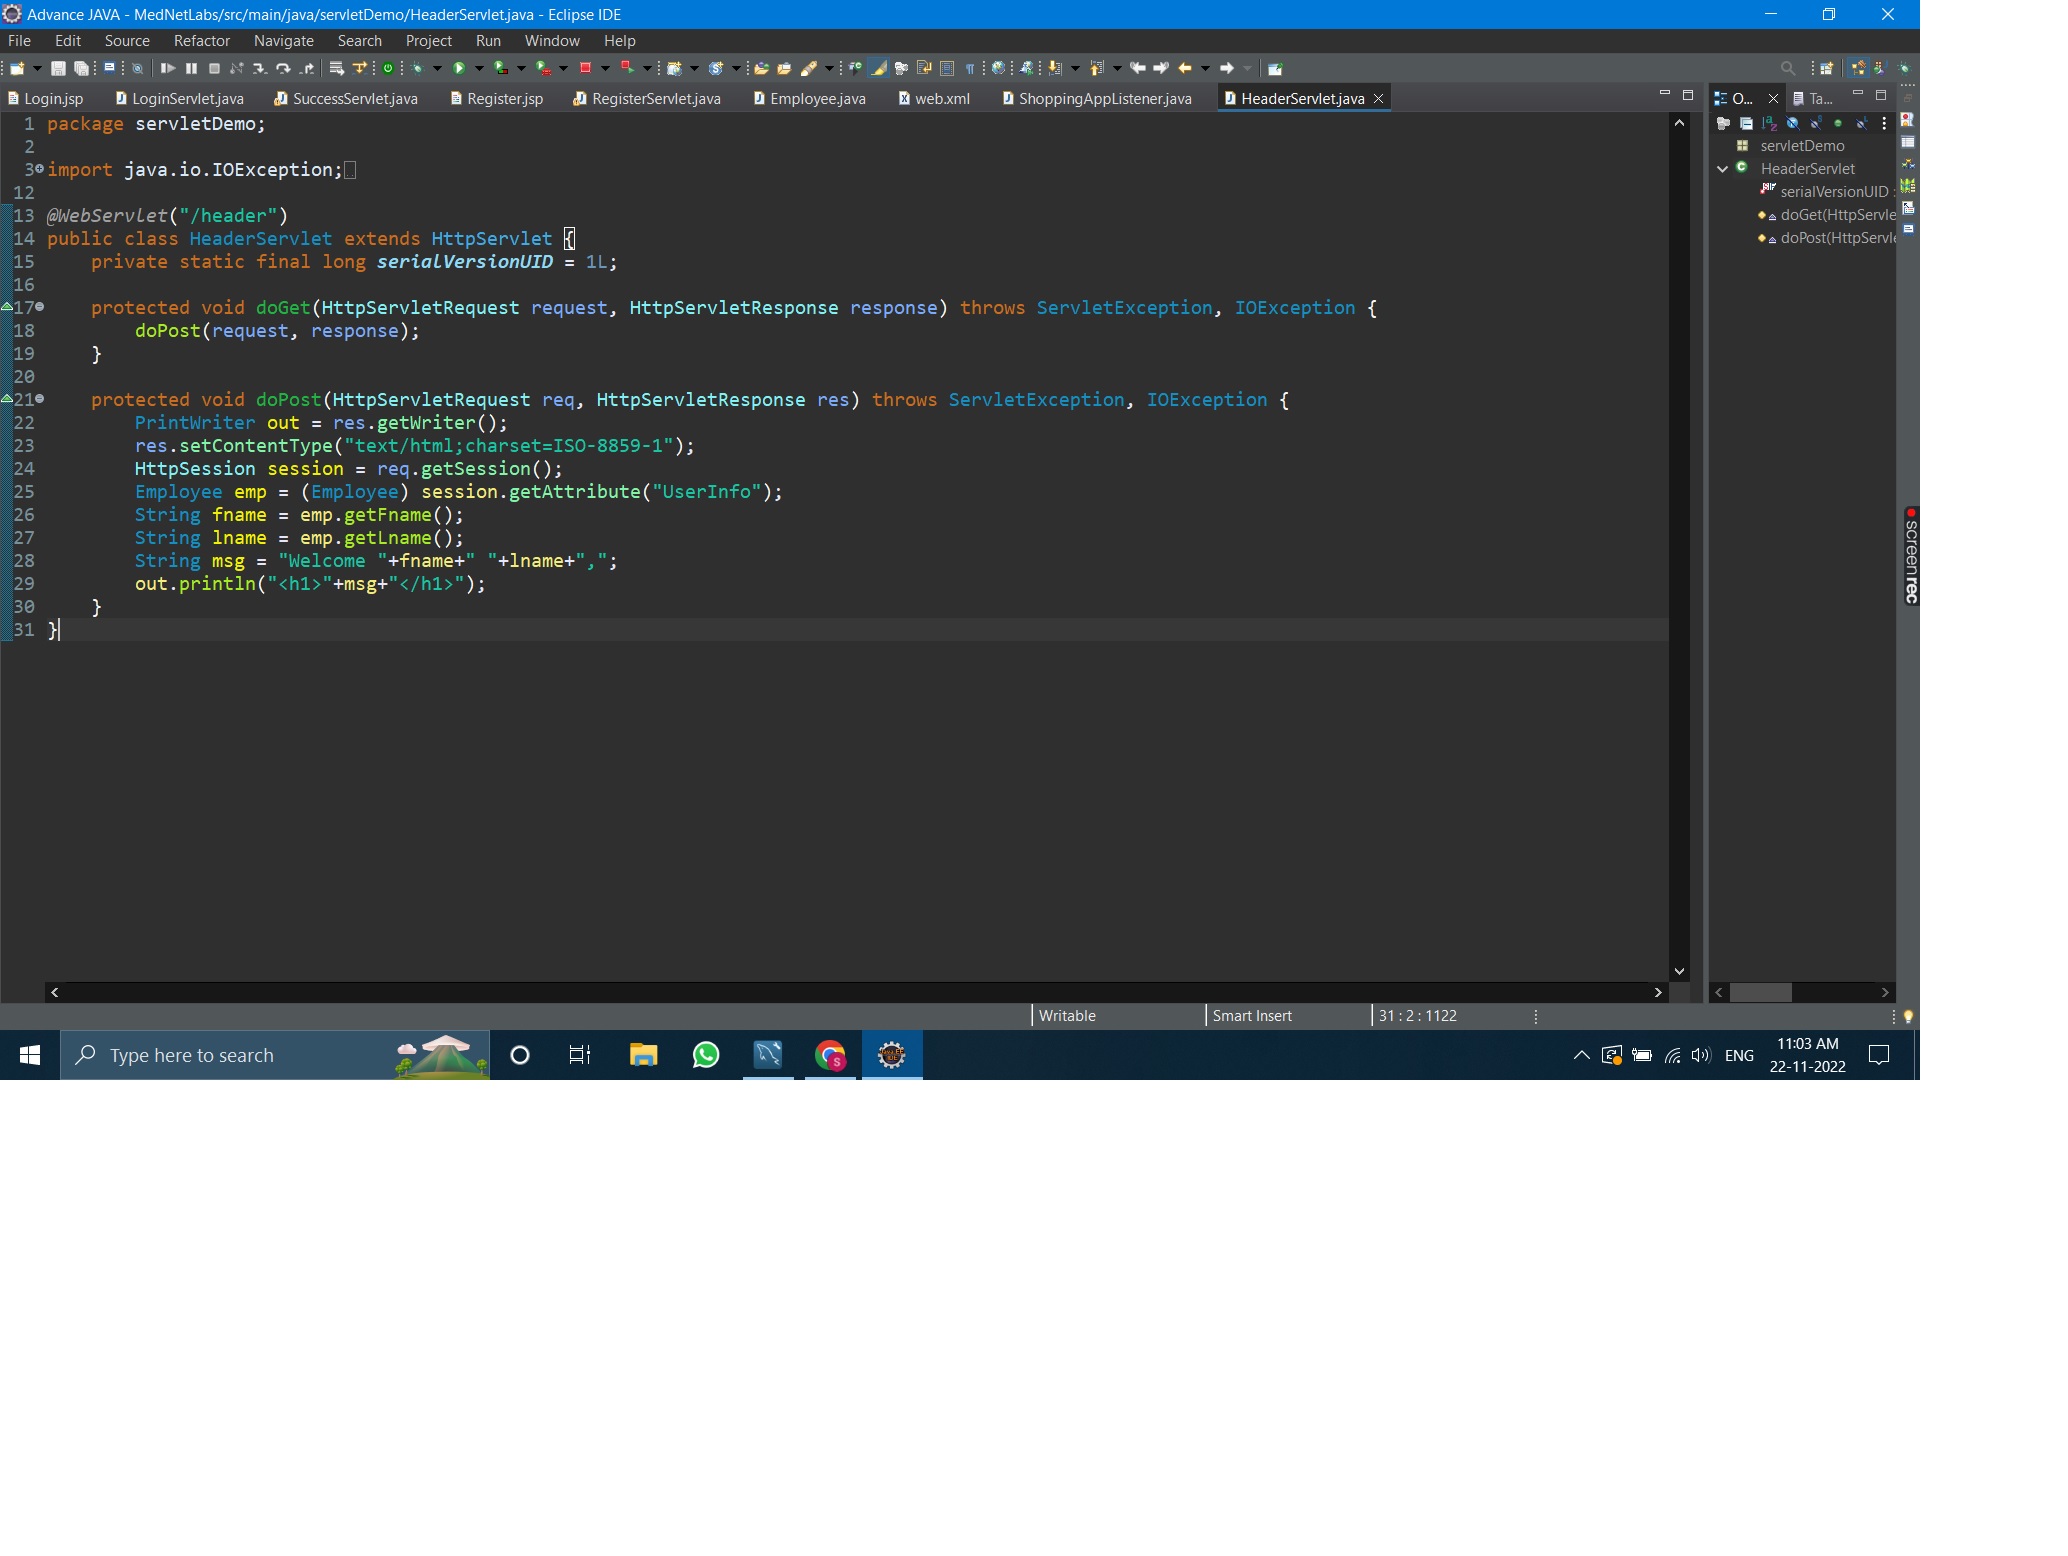 Advance JAVA - MedNetLabs/src/main/java/servletDemo/HeaderServlet.java - Eclipse IDE
File Edit Source Refactor Navigate Search Project Run Window Help
Login.jsp LoginServlet.java SuccessServlet.java Register.jsp RegisterServlet.java Employee.java web.xml ShoppingAppListener.java HeaderServlet.java O... Ta...
1 package servletDemo;
2
3 import java.io.IOException;
12
13 @WebServlet("/header")
14 public class HeaderServlet extends HttpServlet {
15     private static final long serialVersionUID = 1L;
16
17     protected void doGet(HttpServletRequest request, HttpServletResponse response) throws ServletException, IOException {
18         doPost(request, response);
19     }
20
21     protected void doPost(HttpServletRequest req, HttpServletResponse res) throws ServletException, IOException {
22         PrintWriter out = res.getWriter();
23         res.setContentType("text/html;charset=ISO-8859-1");
24         HttpSession session = req.getSession();
25         Employee emp = (Employee) session.getAttribute("UserInfo");
26         String fname = emp.getFname();
27         String lname = emp.getLname();
28         String msg = "Welcome "+fname+" "+lname+",";
29         out.println("<h1>"+msg+"</h1>");
30     }
31 }
servletDemo
HeaderServlet
serialVersionUID :
doGet(HttpServle
doPost(HttpServle
screenrec
Writable Smart Insert 31 : 2 : 1122
Type here to search
ENG 11:03 AM
22-11-2022